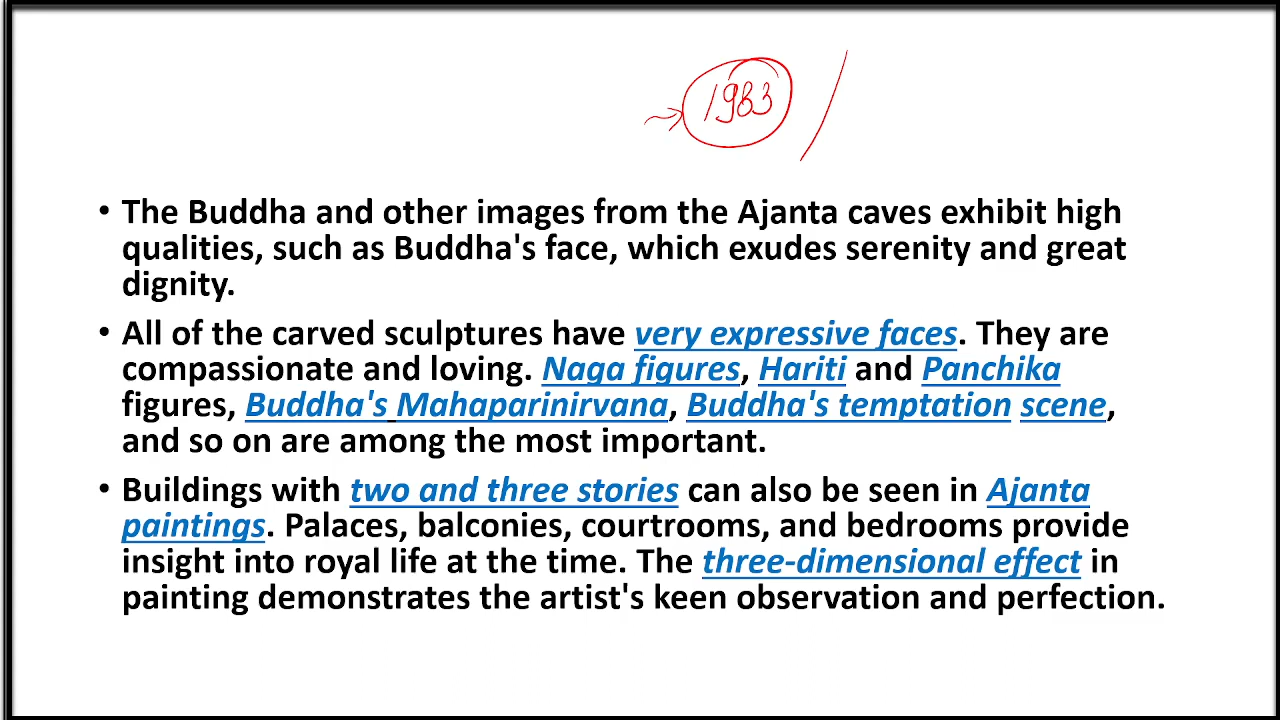 1983
• The Buddha and other images from the Ajanta caves exhibit high
qualities, such as Buddha's face, which exudes serenity and great
dignity.
• All of the carved sculptures have very expressive faces. They are
compassionate and loving. Naga figures, Hariti and Panchika
figures, Buddha's Mahaparinirvana, Buddha's temptation scene,
and so on are among the most important.
• Buildings with two and three stories can also be seen in Ajanta
paintings. Palaces, balconies, courtrooms, and bedrooms provide
insight into royal life at the time. The three-dimensional effect in
painting demonstrates the artist's keen observation and perfection.